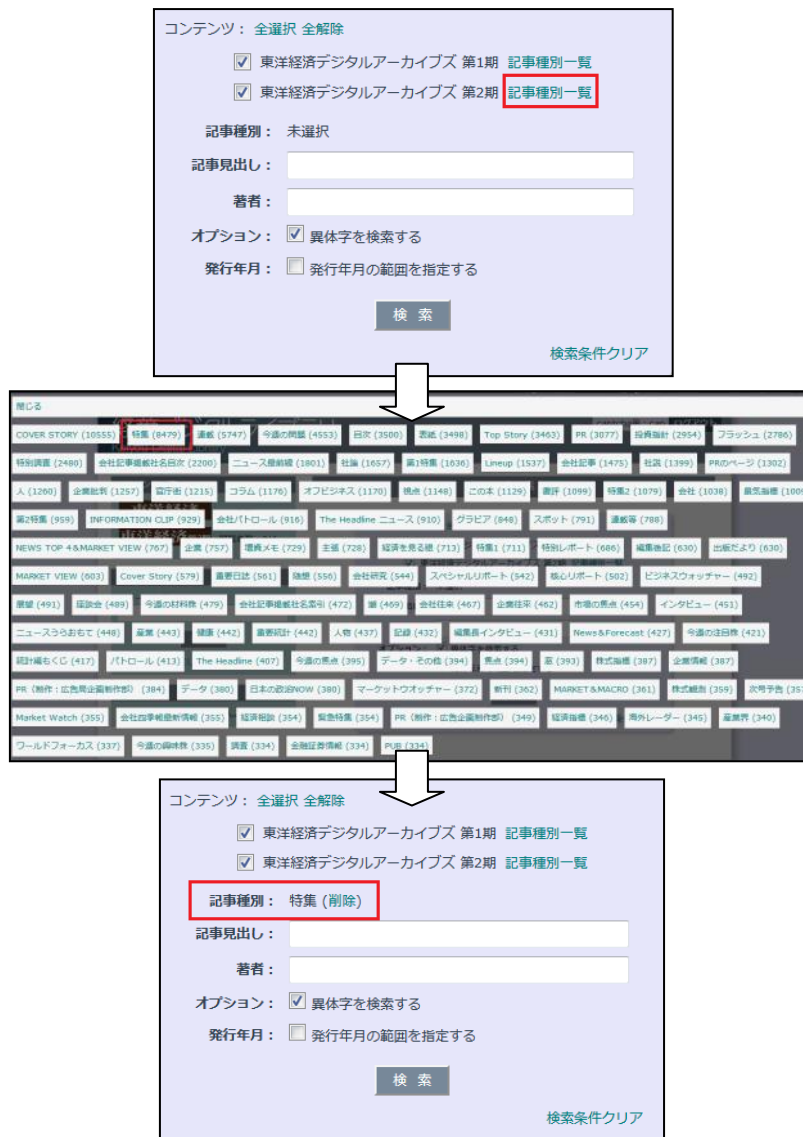 コンテンツ： 全選択 全解除
東洋経済デジタルアーカイブズ 第1期 記事種別一覧
東洋経済デジタルアーカイブズ 第2期 記事種別一覧
記事種別： 未選択
記事見出し：
著者：
オプション： 異体字を検索する
発行年月： 発行年月の範囲を指定する
検 索
検索条件クリア
閉じる
COVER STORY (10555) 特集 (8479) 連載 (5747) 今週の問題 (4553) 目次 (3500) 表紙 (3498) Top Story (3463) PR (3077) 投資指針 (2954) フラッシュ (2786)
特別調査 (2480) 会社記事掲載社名目次 (2200) ニュース最前線 (1801) 社論 (1657) 第1特集 (1636) Lineup (1537) 会社記事 (1475) 社説 (1399) PRのページ (1302)
人 (1260) 企業批判 (1257) 官庁街 (1215) コラム (1176) オフビジネス (1170) 視点 (1148) この本 (1129) 書評 (1099) 特集2 (1079) 会社 (1038) 景気指標 (1009
第2特集 (959) INFORMATION CLIP (929) 会社パトロール (916) The Headline ニュース (910) グラビア (848) スポット (791) 連載等 (788)
NEWS TOP 4&MARKET VIEW (767) 企業 (757) 増資メモ (729) 主張 (728) 経済を見る眼 (713) 特集1 (711) 特別レポート (686) 編集後記 (630) 出版だより (630)
MARKET VIEW (603) Cover Story (579) 重要日誌 (561) 随想 (556) 会社研究 (544) スペシャルリポート (542) 核心リポート (502) ビジネスウォッチャー (492)
展望 (491) 座談会 (489) 今週の材料株 (479) 会社記事掲載社名索引 (472) 潮 (469) 会社往来 (467) 企業往来 (462) 市場の焦点 (454) インタビュー (451)
ニュースうらおもて (448) 産業 (443) 健康 (442) 重要統計 (442) 人物 (437) 記録 (432) 編集長インタビュー (431) News&Forecast (427) 今週の注目株 (421)
統計編もくじ (417) パトロール (413) The Headline (407) 今週の焦点 (395) データ・その他 (394) 焦点 (394) 窓 (393) 株式指標 (387) 企業情報 (387)
PR (制作：広告局企画制作部) (384) データ (380) 日本の政治NOW (380) マーケットウオッチャー (372) 新刊 (362) MARKET&MACRO (361) 株式観測 (359) 次号予告 (35
Market Watch (355) 会社四季報最新情報 (355) 経済相談 (354) 緊急特集 (354) PR (制作：広告企画制作部) (349) 経済指標 (346) 海外レーダー (345) 産業界 (340)
ワールドフォーカス (337) 今週の興味株 (335) 調査 (334) 金融証券情報 (334) PUB (334)
コンテンツ： 全選択 全解除
東洋経済デジタルアーカイブズ 第1期 記事種別一覧
東洋経済デジタルアーカイブズ 第2期 記事種別一覧
記事種別： 特集 (削除)
記事見出し：
著者：
オプション： 異体字を検索する
発行年月： 発行年月の範囲を指定する
検 索
検索条件クリア